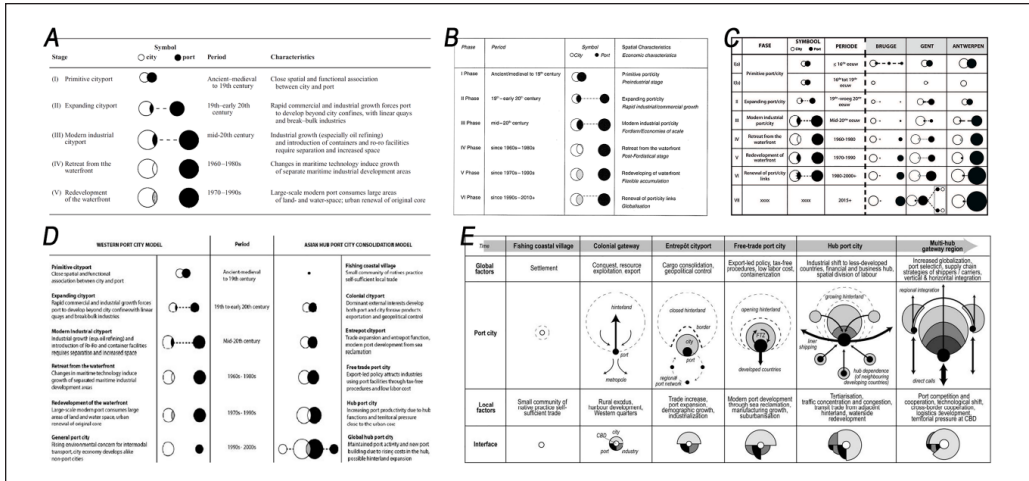 A
Symbol
Stage
city
port
Period
Characteristics
(I) Primitive cityport
Ancient–medieval
to 19th century
Close spatial and functional association
between city and port
(II) Expanding cityport
19th–early 20th
century
Rapid commercial and industrial growth forces port
to develop beyond city confines, with linear quays
and break-bulk industries
(III) Modern industrial
cityport
mid-20th century
Industrial growth (especially oil refining)
and introduction of containers and ro-ro facilities
require separation and increased space
(IV) Retreat from the
waterfront
1960–1980s
Changes in maritime technology induce growth
of separate maritime industrial development areas
(V) Redevelopment
of the waterfront
1970–1990s
Large-scale modern port consumes large areas
of land- and water-space; urban renewal of original core
B
Phase
Period
Symbol
City
Port
Spatial Characteristics
Economic characteristics
I Phase
Ancient/medieval to 19th century
Primitive port/city
Preindustrial stage
II Phase
19th–early 20th century
Expanding port/city
Rapid industrial/commercial growth
III Phase
mid–20th century
Modern industrial port/city
Fordism/Economies of scale
IV Phase
since 1960s–1980s
Retreat from the waterfront
Post-Fordistial stage
V Phase
since 1970s–1990s
Redeveloping of waterfront
Flexible accumulation
VI Phase
since 1990s-2010+
Renewal of port/city links
Globalisation
C
FASE
SYMBOOL
City
Port
PERIODE
BRUGGE
GENT
ANTWERPEN
Primitive port/city
≤ 16th eeuw
16th tot 19th
eeuw
II
Expanding port/city
19th-vroeg 20th
eeuw
III
Modern industrial
port/city
Mid-20th eeuw
IV
Retreat from the
waterfront
1960-1980
V
Redevelopment of
waterfront
1970-1990
VI
Renewal of port/city
links
1980-2000+
VII
xxxx
xxxx
2015+
D
WESTERN PORT CITY MODEL
Period
ASIAN HUB PORT CITY CONSOLIDATION MODEL
Primitive cityport
Close spatial and functional
association between city and port
Ancient-medieval
to 19th century
Fishing coastal village
Small community of natives practice
self-sufficient local trade
Expanding cityport
Rapid commercial and industrial growth forces
port to develop beyond city confine with linear
quays and break-bulk industries
19th to early 20th century
Colonial cityport
Dominant external interests develop
both port and city for raw products
exportation and geopolitical control
Modern Industrial cityport
Industrial growth (esp. oil refining) and
introduction of Ro-Ro and container facilities
requires separation and increased space
Mid-20th century
Entrepot cityport
Trade expansion and entrepot function,
modern port development from sea
reclamation
Retreat from the waterfront
Changes in maritime technology induce
growth of separated maritime industrial
development areas
1960s - 1980s
Free trade port city
Export-led policy attracts industries
using port facilities through tax-free
procedures and low labor cost
Redevelopment of the waterfront
Large-scale modern port consumes large
areas of land and water space, urban
renewal of original core
1970s - 1990s
Hub port city
Increasing port productivity due to hub
functions and territorial pressure
close to the urban core
General port city
Rising environmental concern for intermodal
transport, city economy develops alike
non-port cities
1990s - 2000s
Global hub port city
Maintained port activity and new port
building due to rising costs in the hub,
possible hinterland expansion
E
Time
Fishing coastal village
Colonial gateway
Entrepôt cityport
Free-trade port city
Hub port city
Multi-hub
gateway region
Global
factors
Settlement
Conquest, resource
exploitation. export
Cargo consolidation,
geopolitical control
Export-led policy, tax-free
procedures, low labor cost,
containerization
Industrial shift to less-developed
countries, financial and business hub,
spatial division of labour
Increased globalization,
port selection, supply chain
strategies of shippers / carriers,
vertical & horizontal integration
Port city
hinterland
port
metropole
closed hinterland
border
city
port
regional
port network
opening hinterland
FTZ
developed countries
growing hinterland
liner
shipping
hub dependence (of neighbouring
developing countries)
regional integration
direct calls
Local
factors
Small community of
native practice self-
sufficient trade
Rural exodus,
harbour development,
Western quarters
Trade increase,
port expansion,
demographic growth,
industrialization
Modern port development
through sea reclamation,
manufacturing growth,
suburbanisation
Tertiarisation,
traffic concentration and congestion,
transit trade from adjacent
hinterland, waterside
redevelopment
Port competition and
cooperation, technological shift,
cross-border cooperation,
logistics development,
territorial pressure at CBD
Interface
CBD
city
port
industry